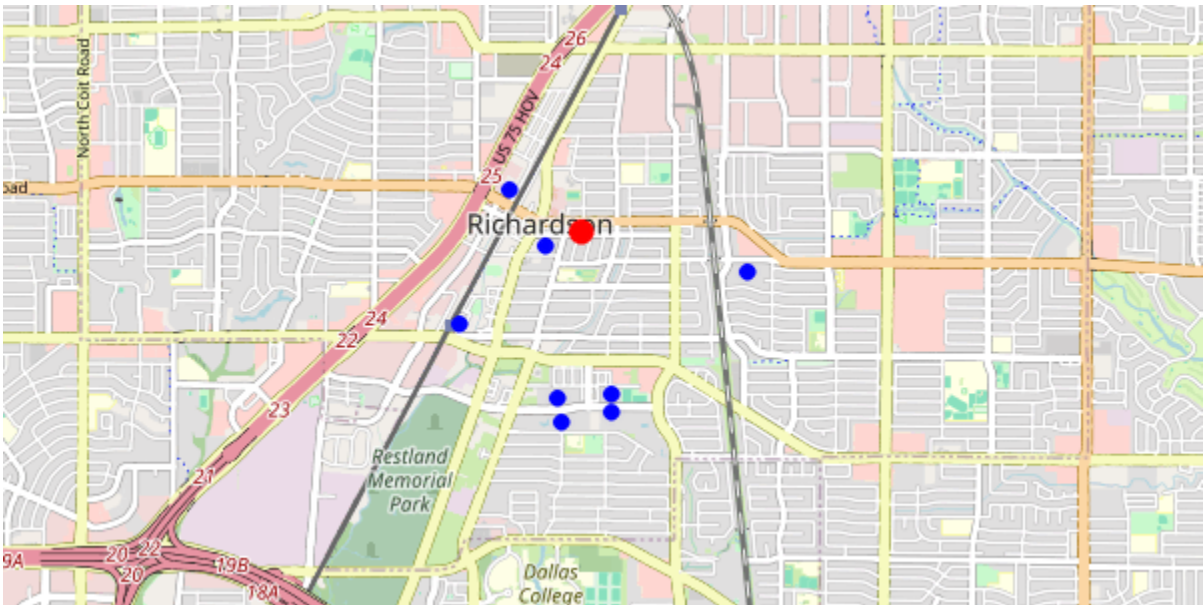 26
24
North Coit Road
US 75 HOV
25
oad
Richardson
24
22
23
Restland
Memorial
Park
21
20
22
9A
19B
20
18A
Dallas
College